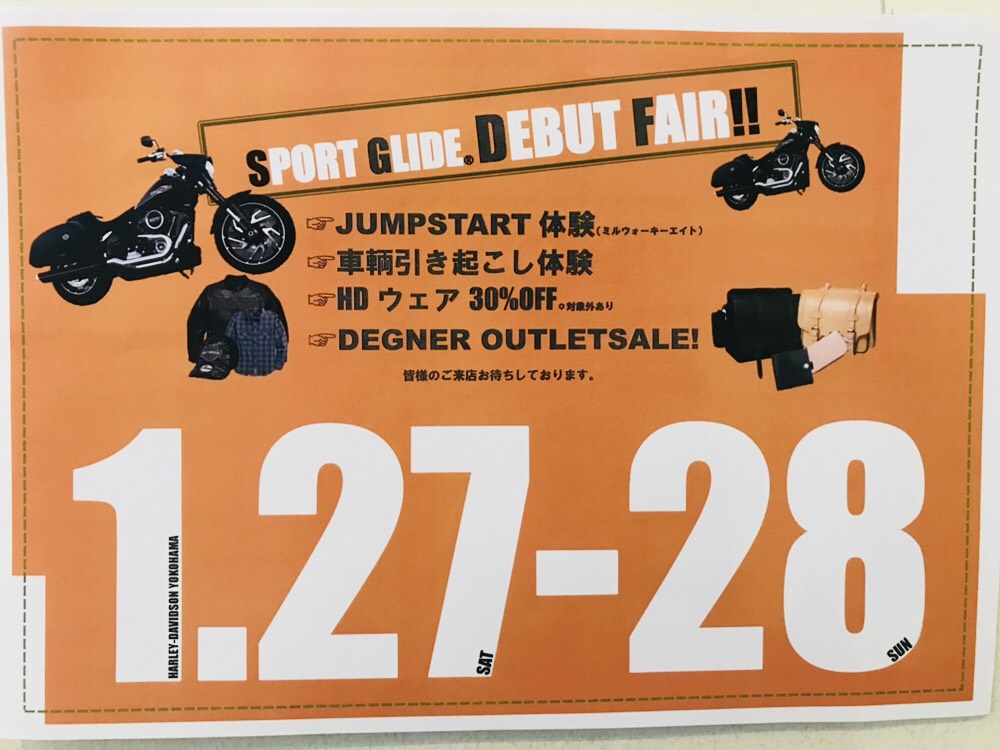 SPORT GLIDE® DEBUT FAIR!!
☞JUMPSTART 体験(ミルウォーキーエイト)
☞車輌引き起こし体験
☞HD ウェア 30%OFF ※対象外あり
☞DEGNER OUTLETSALE!
皆様のご来店お待ちしております。
1.27-28
HARLEY-DAVIDSON YOKOHAMA
SAT
SUN